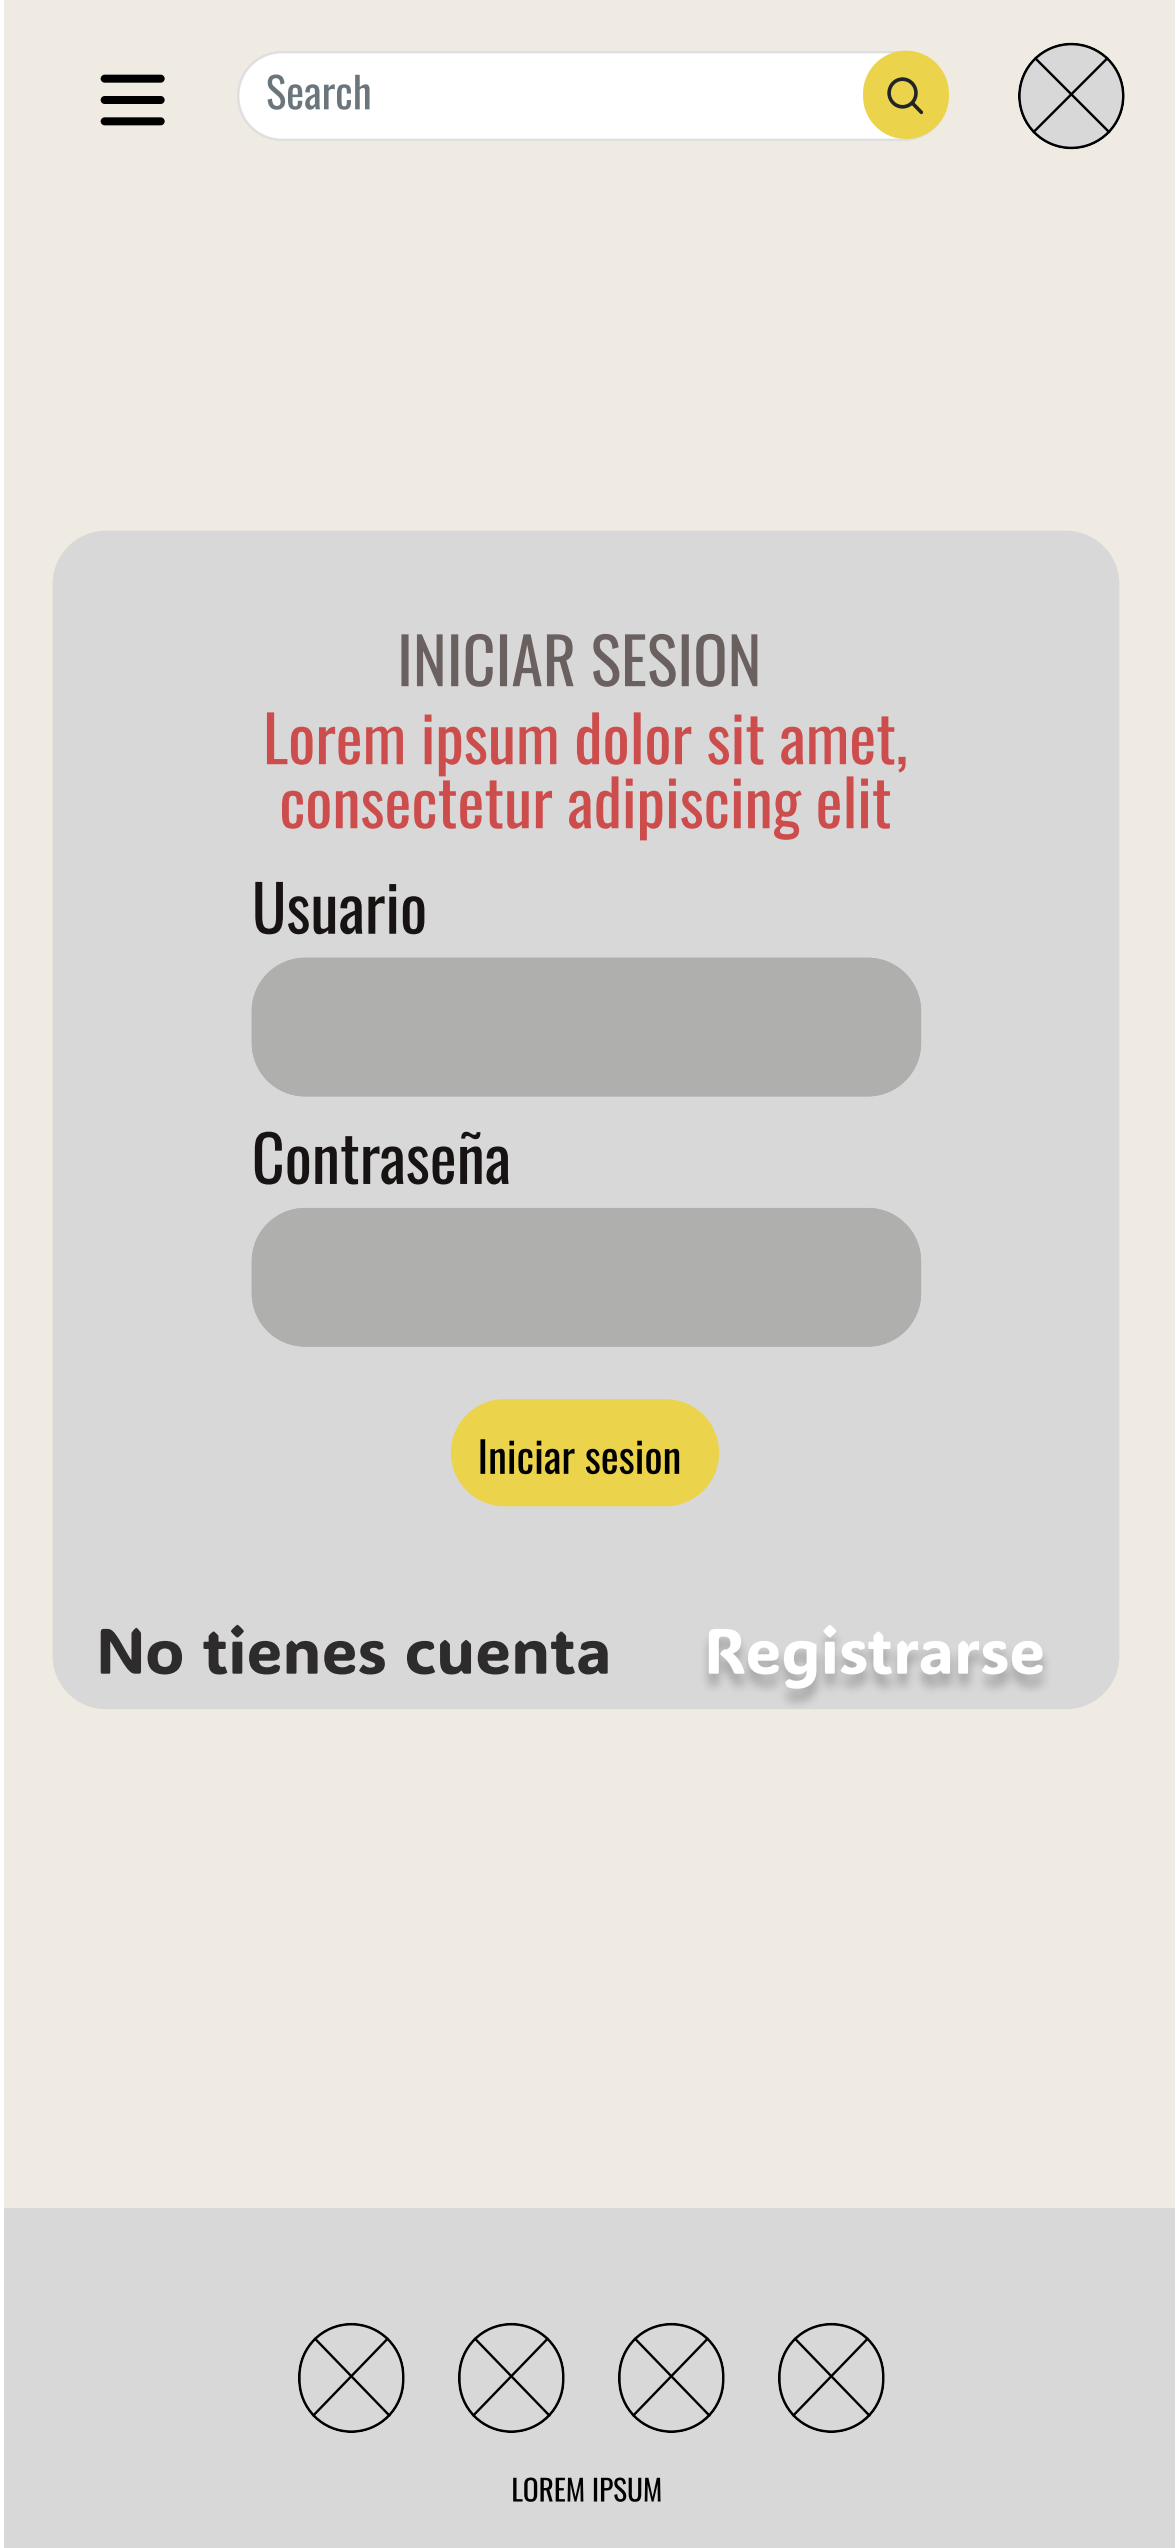 Search
INICIAR SESION
Lorem ipsum dolor sit amet,
consectetur adipiscing elit
Usuario
Contraseña
Iniciar sesion
No tienes cuenta Registrarse
LOREM IPSUM